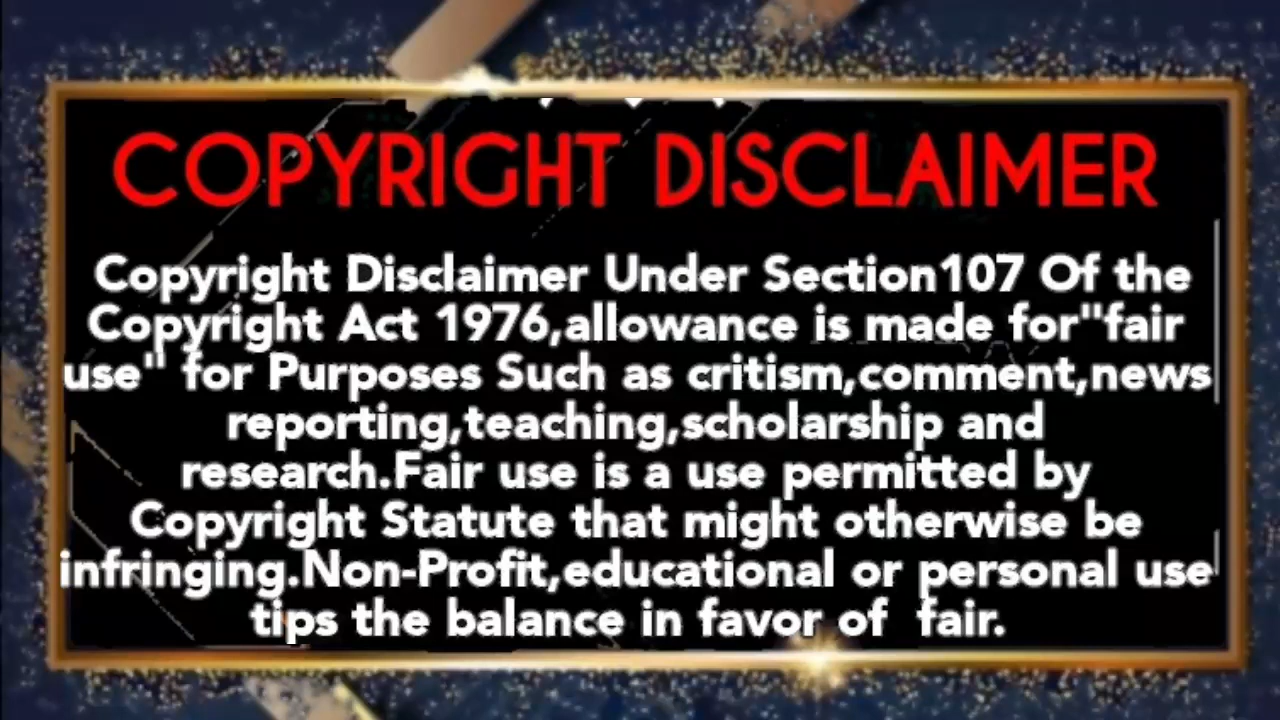 COPYRIGHT DISCLAIMER
Copyright Disclaimer Under Section107 Of the
Copyright Act 1976,allowance is made for"fair
use" for Purposes Such as critism,comment,news
reporting,teaching,scholarship and
research.Fair use is a use permitted by
Copyright Statute that might otherwise be
infringing.Non-Profit,educational or personal use
tips the balance in favor of  fair.